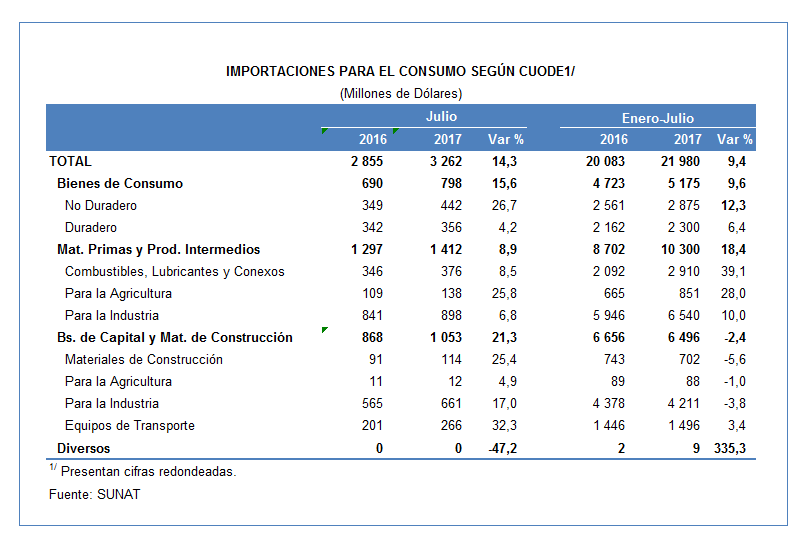 IMPORTACIONES PARA EL CONSUMO SEGÚN CUODE1/
(Millones de Dólares)
Julio Enero-Julio
2016 2017 Var % 2016 2017 Var %
TOTAL 2 855 3 262 14,3 20 083 21 980 9,4
Bienes de Consumo 690 798 15,6 4 723 5 175 9,6
No Duradero 349 442 26,7 2 561 2 875 12,3
Duradero 342 356 4,2 2 162 2 300 6,4
Mat. Primas y Prod. Intermedios 1 297 1 412 8,9 8 702 10 300 18,4
Combustibles, Lubricantes y Conexos 346 376 8,5 2 092 2 910 39,1
Para la Agricultura 109 138 25,8 665 851 28,0
Para la Industria 841 898 6,8 5 946 6 540 10,0
Bs. de Capital y Mat. de Construcción 868 1 053 21,3 6 656 6 496 -2,4
Materiales de Construcción 91 114 25,4 743 702 -5,6
Para la Agricultura 11 12 4,9 89 88 -1,0
Para la Industria 565 661 17,0 4 378 4 211 -3,8
Equipos de Transporte 201 266 32,3 1 446 1 496 3,4
Diversos 0 0 -47,2 2 9 335,3
1/ Presentan cifras redondeadas.
Fuente: SUNAT